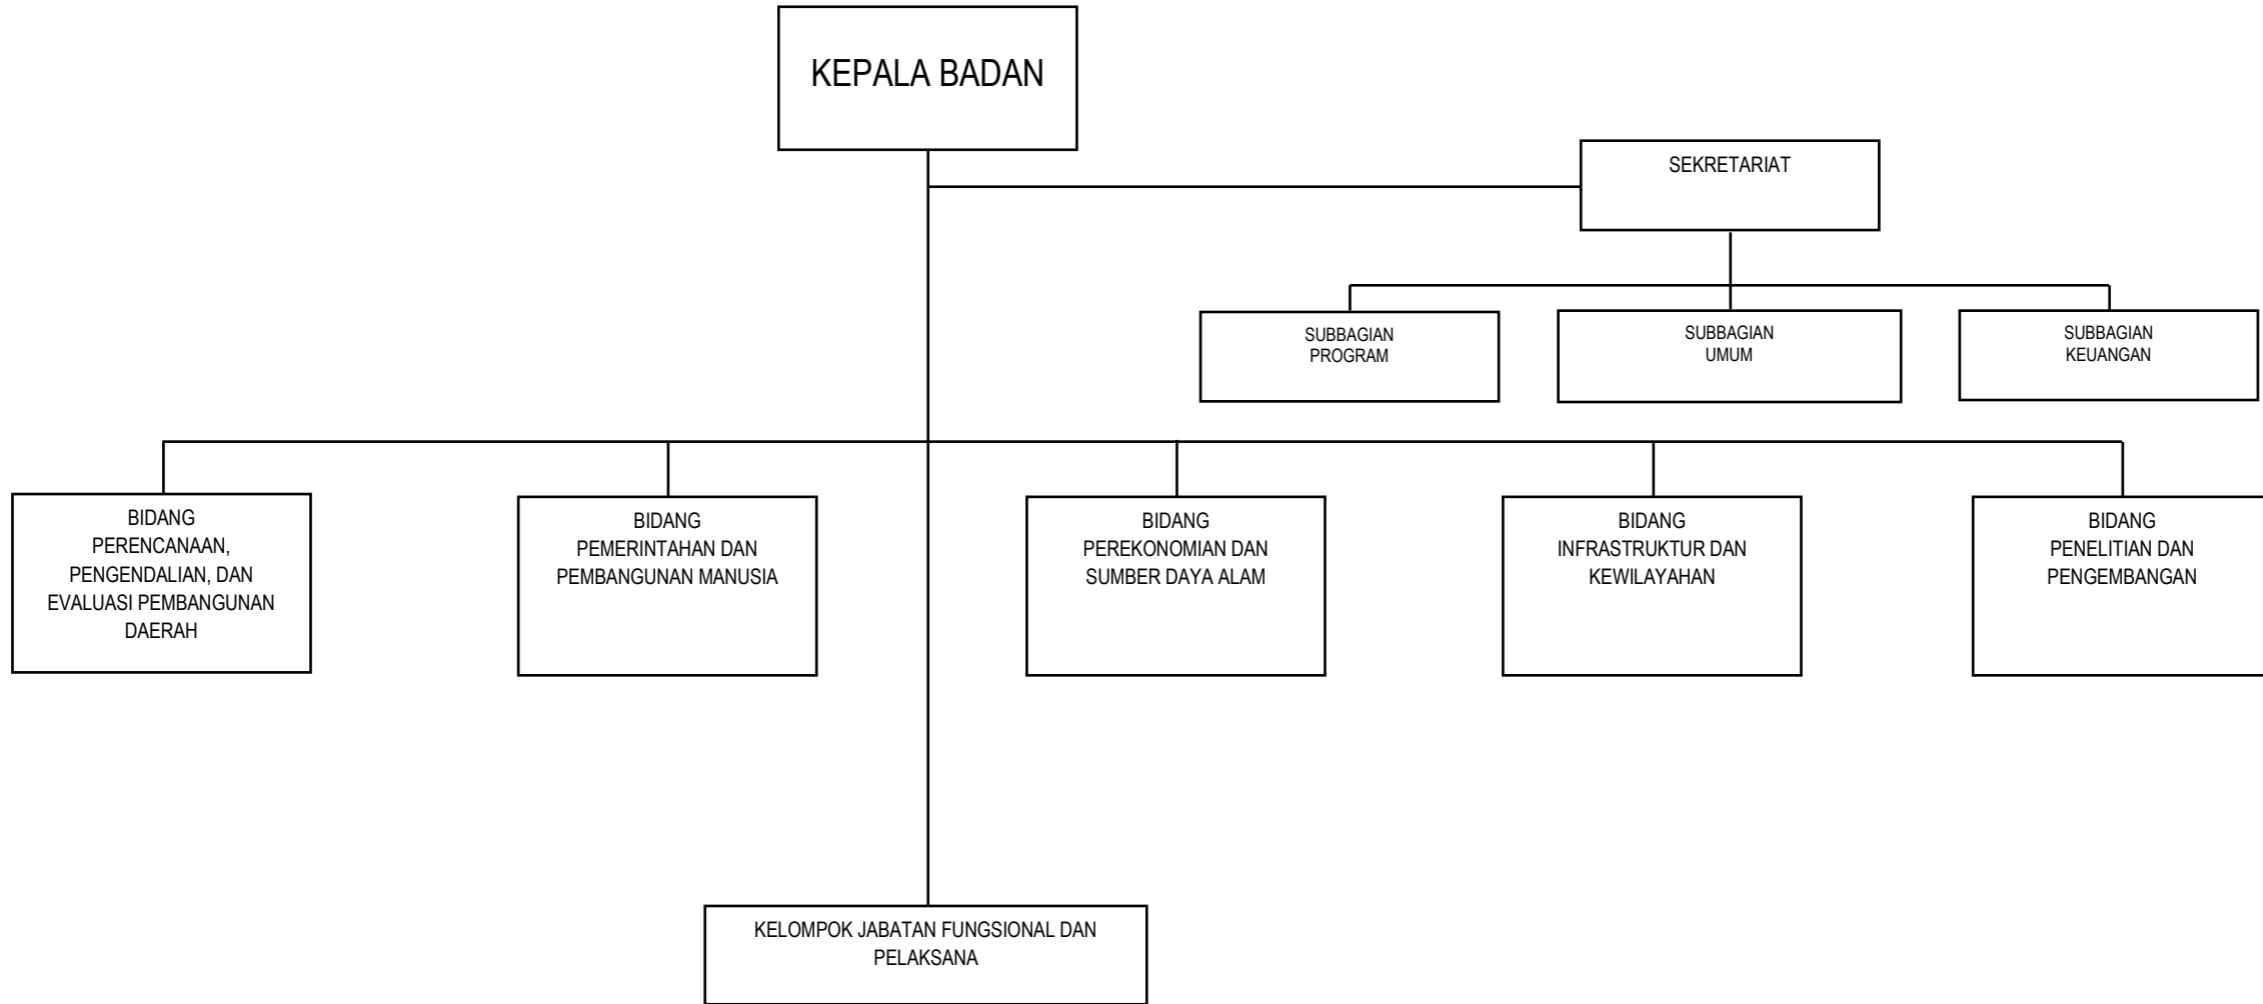 KEPALA BADAN
SEKRETARIAT
SUBBAGIAN
PROGRAM
SUBBAGIAN
UMUM
SUBBAGIAN
KEUANGAN
BIDANG
PERENCANAAN,
PENGENDALIAN, DAN
EVALUASI PEMBANGUNAN
DAERAH
BIDANG
PEMERINTAHAN DAN
PEMBANGUNAN MANUSIA
BIDANG
PEREKONOMIAN DAN
SUMBER DAYA ALAM
BIDANG
INFRASTRUKTUR DAN
KEWILAYAHAN
BIDANG
PENELITIAN DAN
PENGEMBANGAN
KELOMPOK JABATAN FUNGSIONAL DAN
PELAKSANA